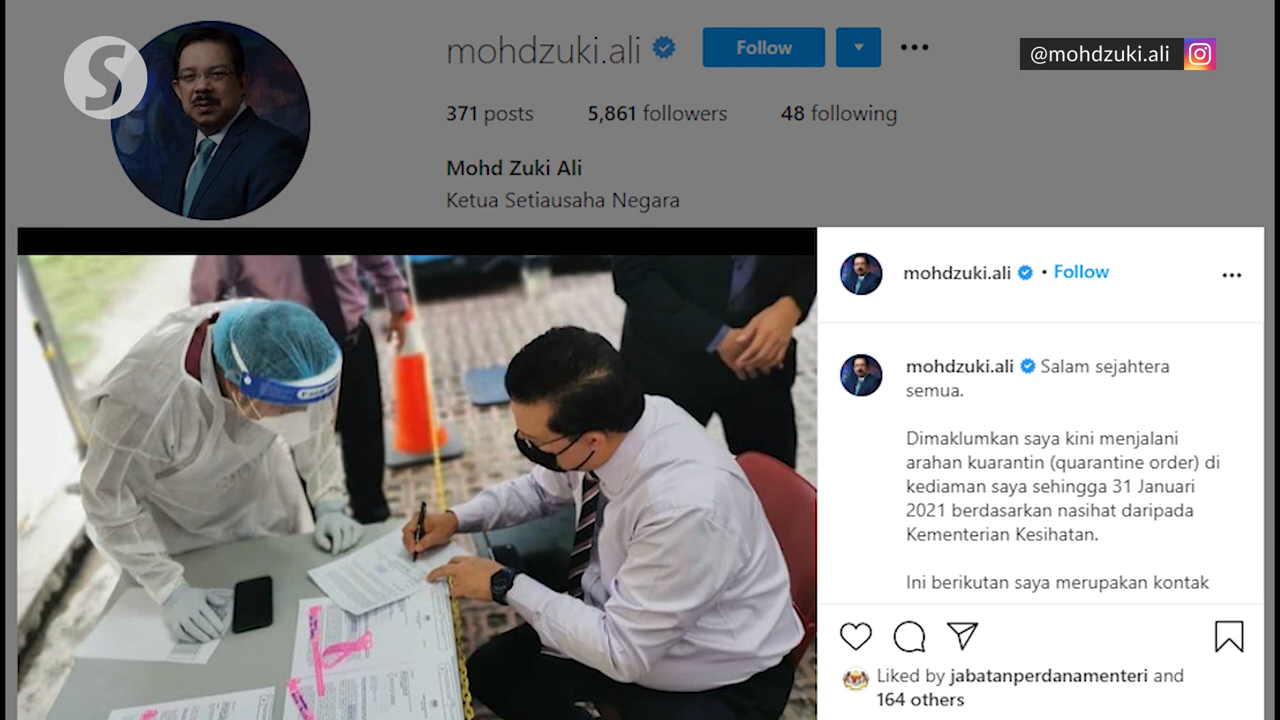 S
mohdzuki.ali Follow
@mohdzuki.ali
371 posts 5,861 followers 48 following
Mohd Zuki Ali
Ketua Setiausaha Negara
mohdzuki.ali • Follow
mohdzuki.ali Salam sejahtera
semua.
Dimaklumkan saya kini menjalani
arahan kuarantin (quarantine order) di
kediaman saya sehingga 31 Januari
2021 berdasarkan nasihat daripada
Kementerian Kesihatan.
Ini berikutan saya merupakan kontak
Liked by jabatanperdanamenteri and
164 others